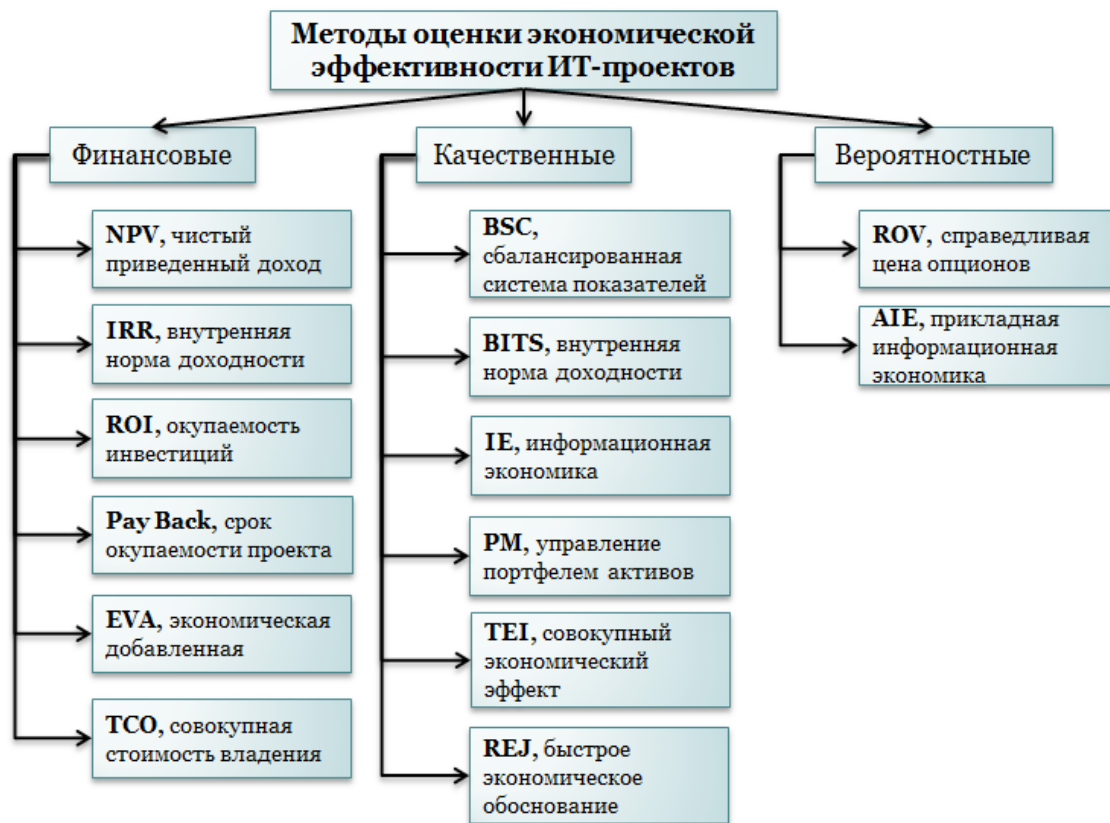 Методы оценки экономической
эффективности ИТ-проектов
Финансовые
NPV, чистый
приведенный доход
IRR, внутренняя
норма доходности
ROI, окупаемость
инвестиций
Pay Back, срок
окупаемости проекта
EVA, экономическая
добавленная
TCO, совокупная
стоимость владения
Качественные
BSC,
сбалансированная
система показателей
BITS, внутренняя
норма доходности
IE, информационная
экономика
PM, управление
портфелем активов
TEI, совокупный
экономический
эффект
REJ, быстрое
экономическое
обоснование
Вероятностные
ROV, справедливая
цена опционов
AIE, прикладная
информационная
экономика